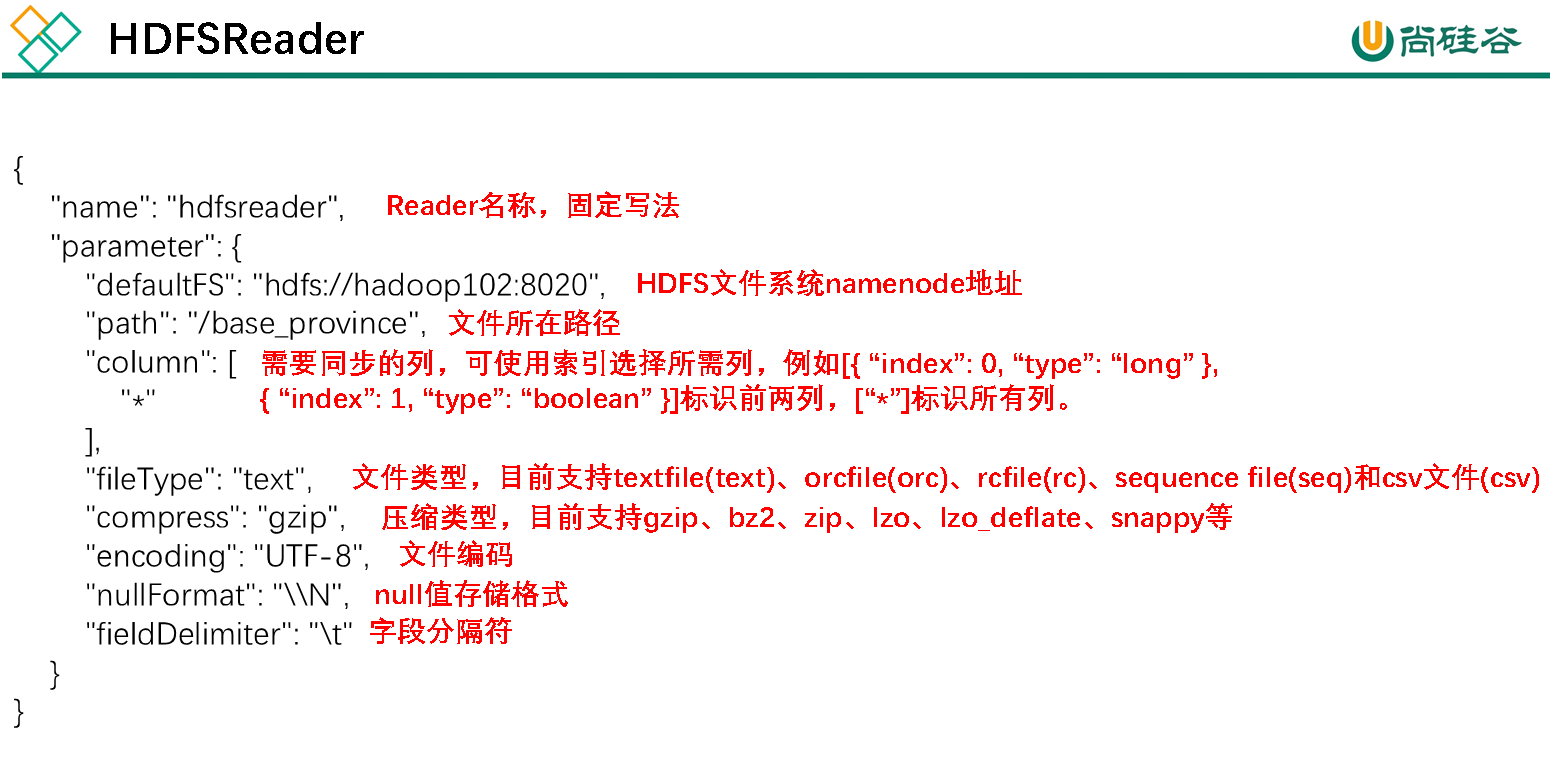 HDFSReader
尚硅谷
{
"name": "hdfsreader", Reader名称，固定写法
"parameter": {
"defaultFS": "hdfs://hadoop102:8020", HDFS文件系统namenode地址
"path": "/base_province", 文件所在路径
"column": [ 需要同步的列，可使用索引选择所需列，例如[{ “index”: 0, “type”: “long” },
"*" { “index”: 1, “type”: “boolean” }]标识前两列，[“*”]标识所有列。
],
"fileType": "text", 文件类型，目前支持textfile(text)、orcfile(orc)、rcfile(rc)、sequence file(seq)和csv文件(csv)
"compress": "gzip", 压缩类型，目前支持gzip、bz2、zip、lzo、lzo_deflate、snappy等
"encoding": "UTF-8", 文件编码
"nullFormat": "\\N", null值存储格式
"fieldDelimiter": "\t" 字段分隔符
}
}